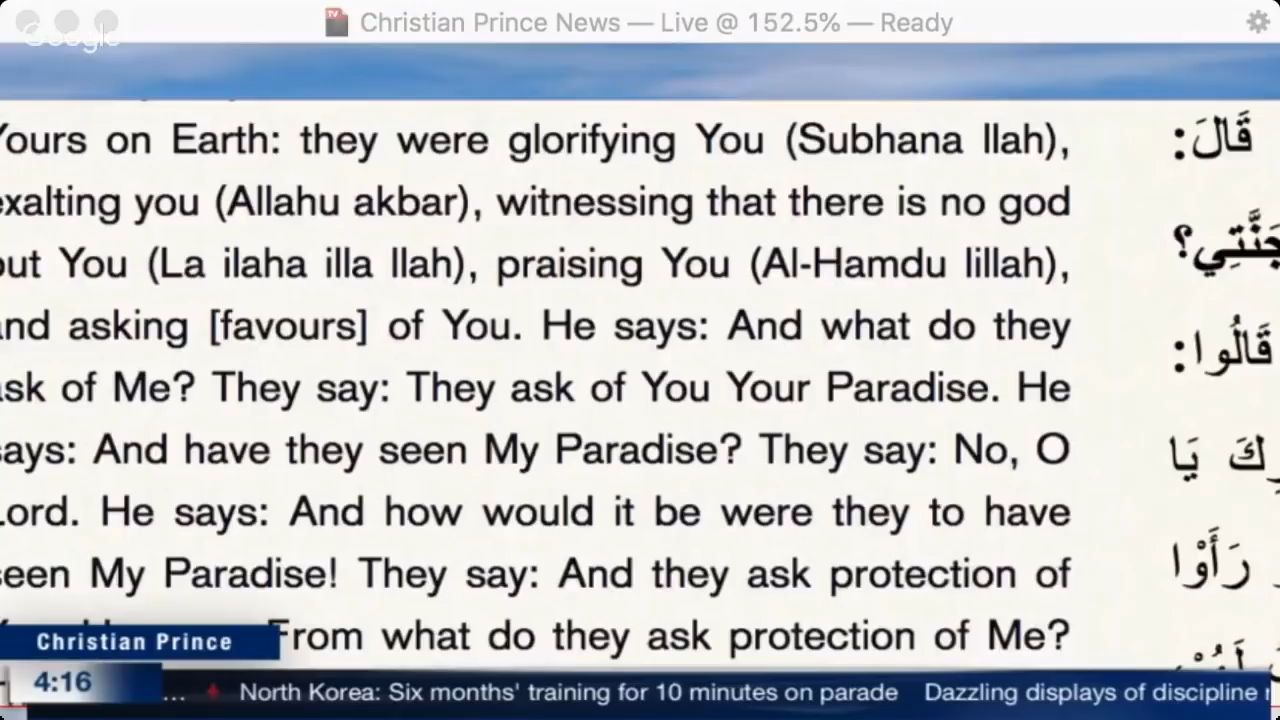 Christian Prince News — Live @ 152.5% — Ready
Google
Yours on Earth: they were glorifying You (Subhana llah),
exalting you (Allahu akbar), witnessing that there is no god
but You (La ilaha illa llah), praising You (Al-Hamdu lillah),
and asking [favours] of You. He says: And what do they
ask of Me? They say: They ask of You Your Paradise. He
says: And have they seen My Paradise? They say: No, O
Lord. He says: And how would it be were they to have
seen My Paradise! They say: And they ask protection of
From what do they ask protection of Me?
قَالَ:
جَنَّتِي؟
قَالُوا:
يَا
رَأَوْا
Christian Prince
4:16
... North Korea: Six months' training for 10 minutes on parade Dazzling displays of discipline